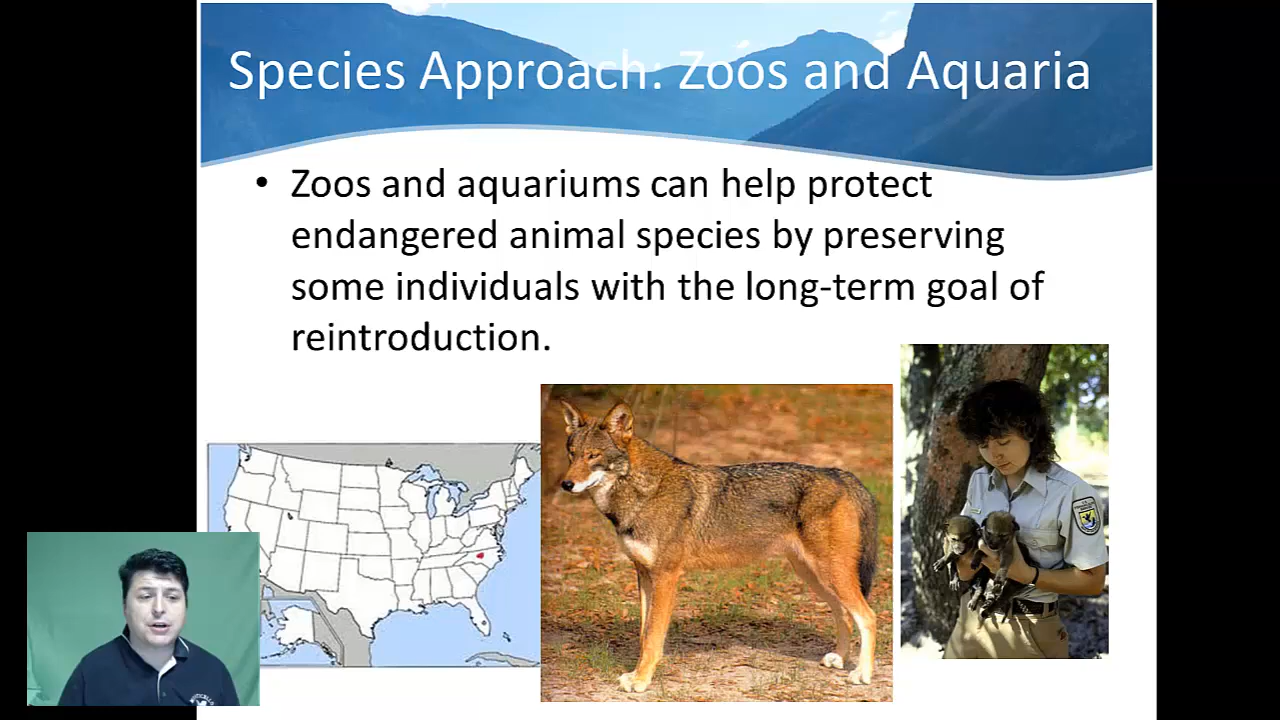 Species Approach: Zoos and Aquaria
• Zoos and aquariums can help protect
endangered animal species by preserving
some individuals with the long-term goal of
reintroduction.